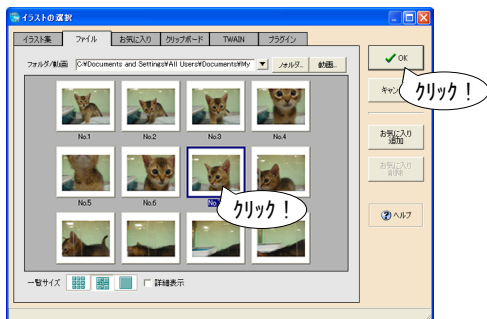 イラストの選択
イラスト集 ファイル お気に入り クリップボード TWAIN プラグイン
フォルダ/動画 C:¥Documents and Settings¥All Users¥Documents¥My フォルダ... 動画...
OK
クリック！
お気に入り
追加
お気に入り
削除
ヘルプ
No.1 No.2 No.3 No.4
No.5 No.6
クリック！
一覧サイズ 詳細表示